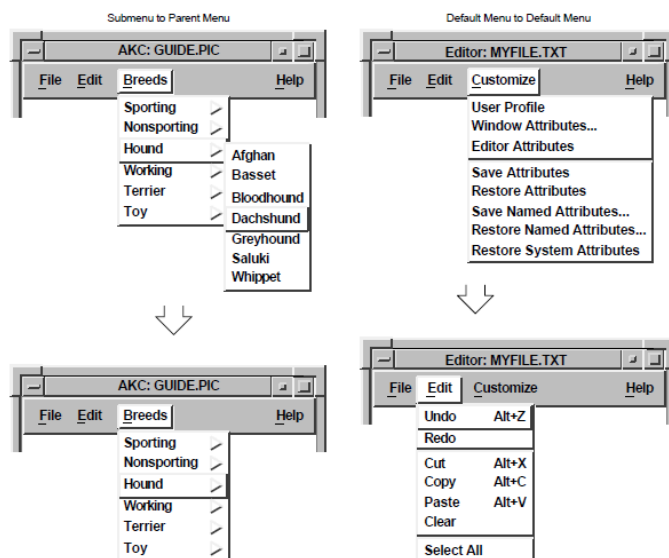 Submenu to Parent Menu
AKC: GUIDE.PIC
File Edit Breeds Help
Sporting
Nonsporting
Hound
Working
Terrier
Toy
Afghan
Basset
Bloodhound
Dachshund
Greyhound
Saluki
Whippet
Default Menu to Default Menu
Editor: MYFILE.TXT
File Edit Customize Help
User Profile
Window Attributes...
Editor Attributes
Save Attributes
Restore Attributes
Save Named Attributes...
Restore Named Attributes...
Restore System Attributes
AKC: GUIDE.PIC
File Edit Breeds Help
Sporting
Nonsporting
Hound
Working
Terrier
Toy
Editor: MYFILE.TXT
File Edit Customize Help
Undo Alt+Z
Redo
Cut Alt+X
Copy Alt+C
Paste Alt+V
Clear
Select All